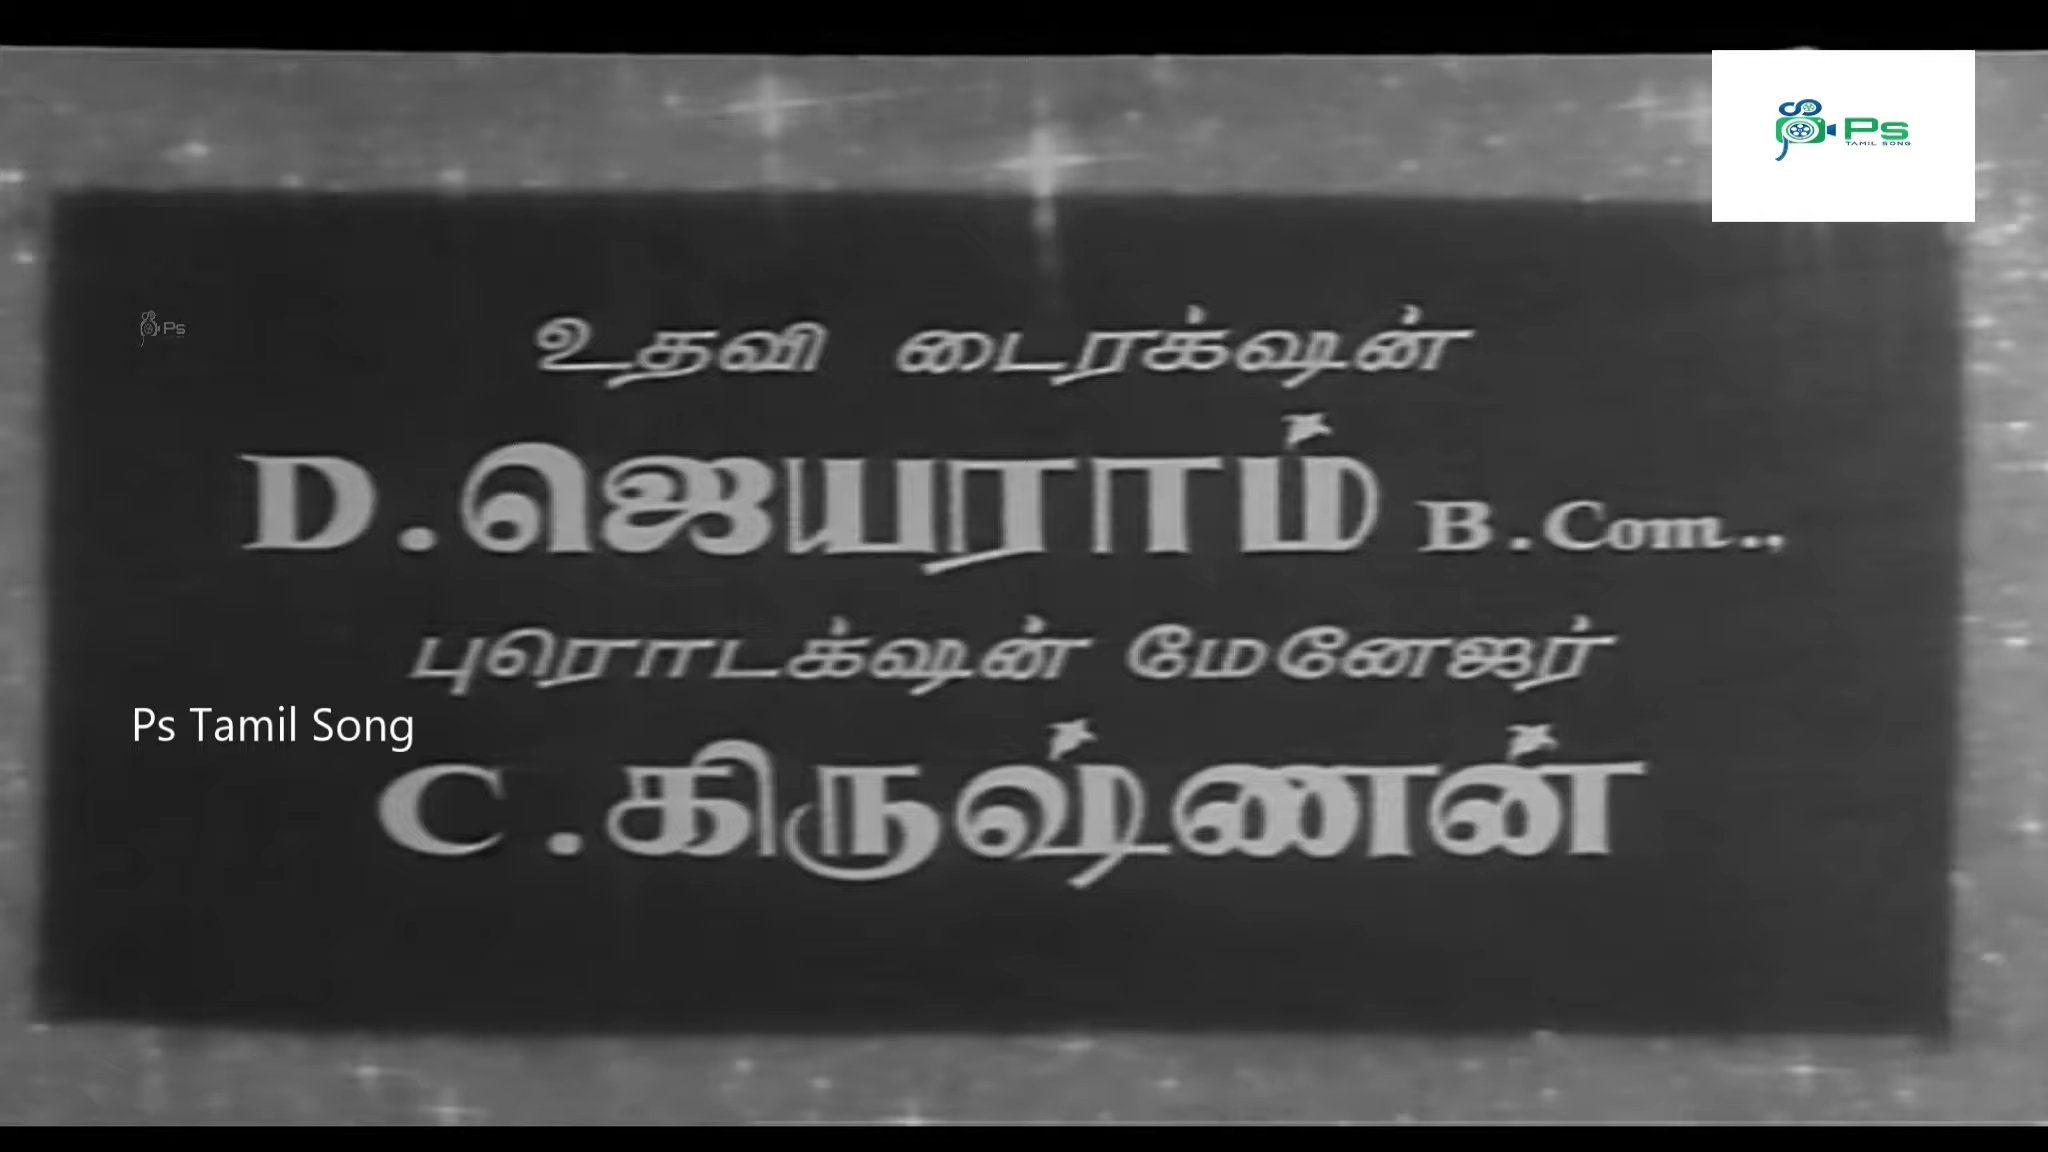 Ps
TAMIL SONG
Ps
உதவி டைரக்ஷன்
D. ஜெயராம் B.Com.,
புரொடக்ஷன் மேனேஜர்
Ps Tamil Song
C. கிருஷ்ணன்